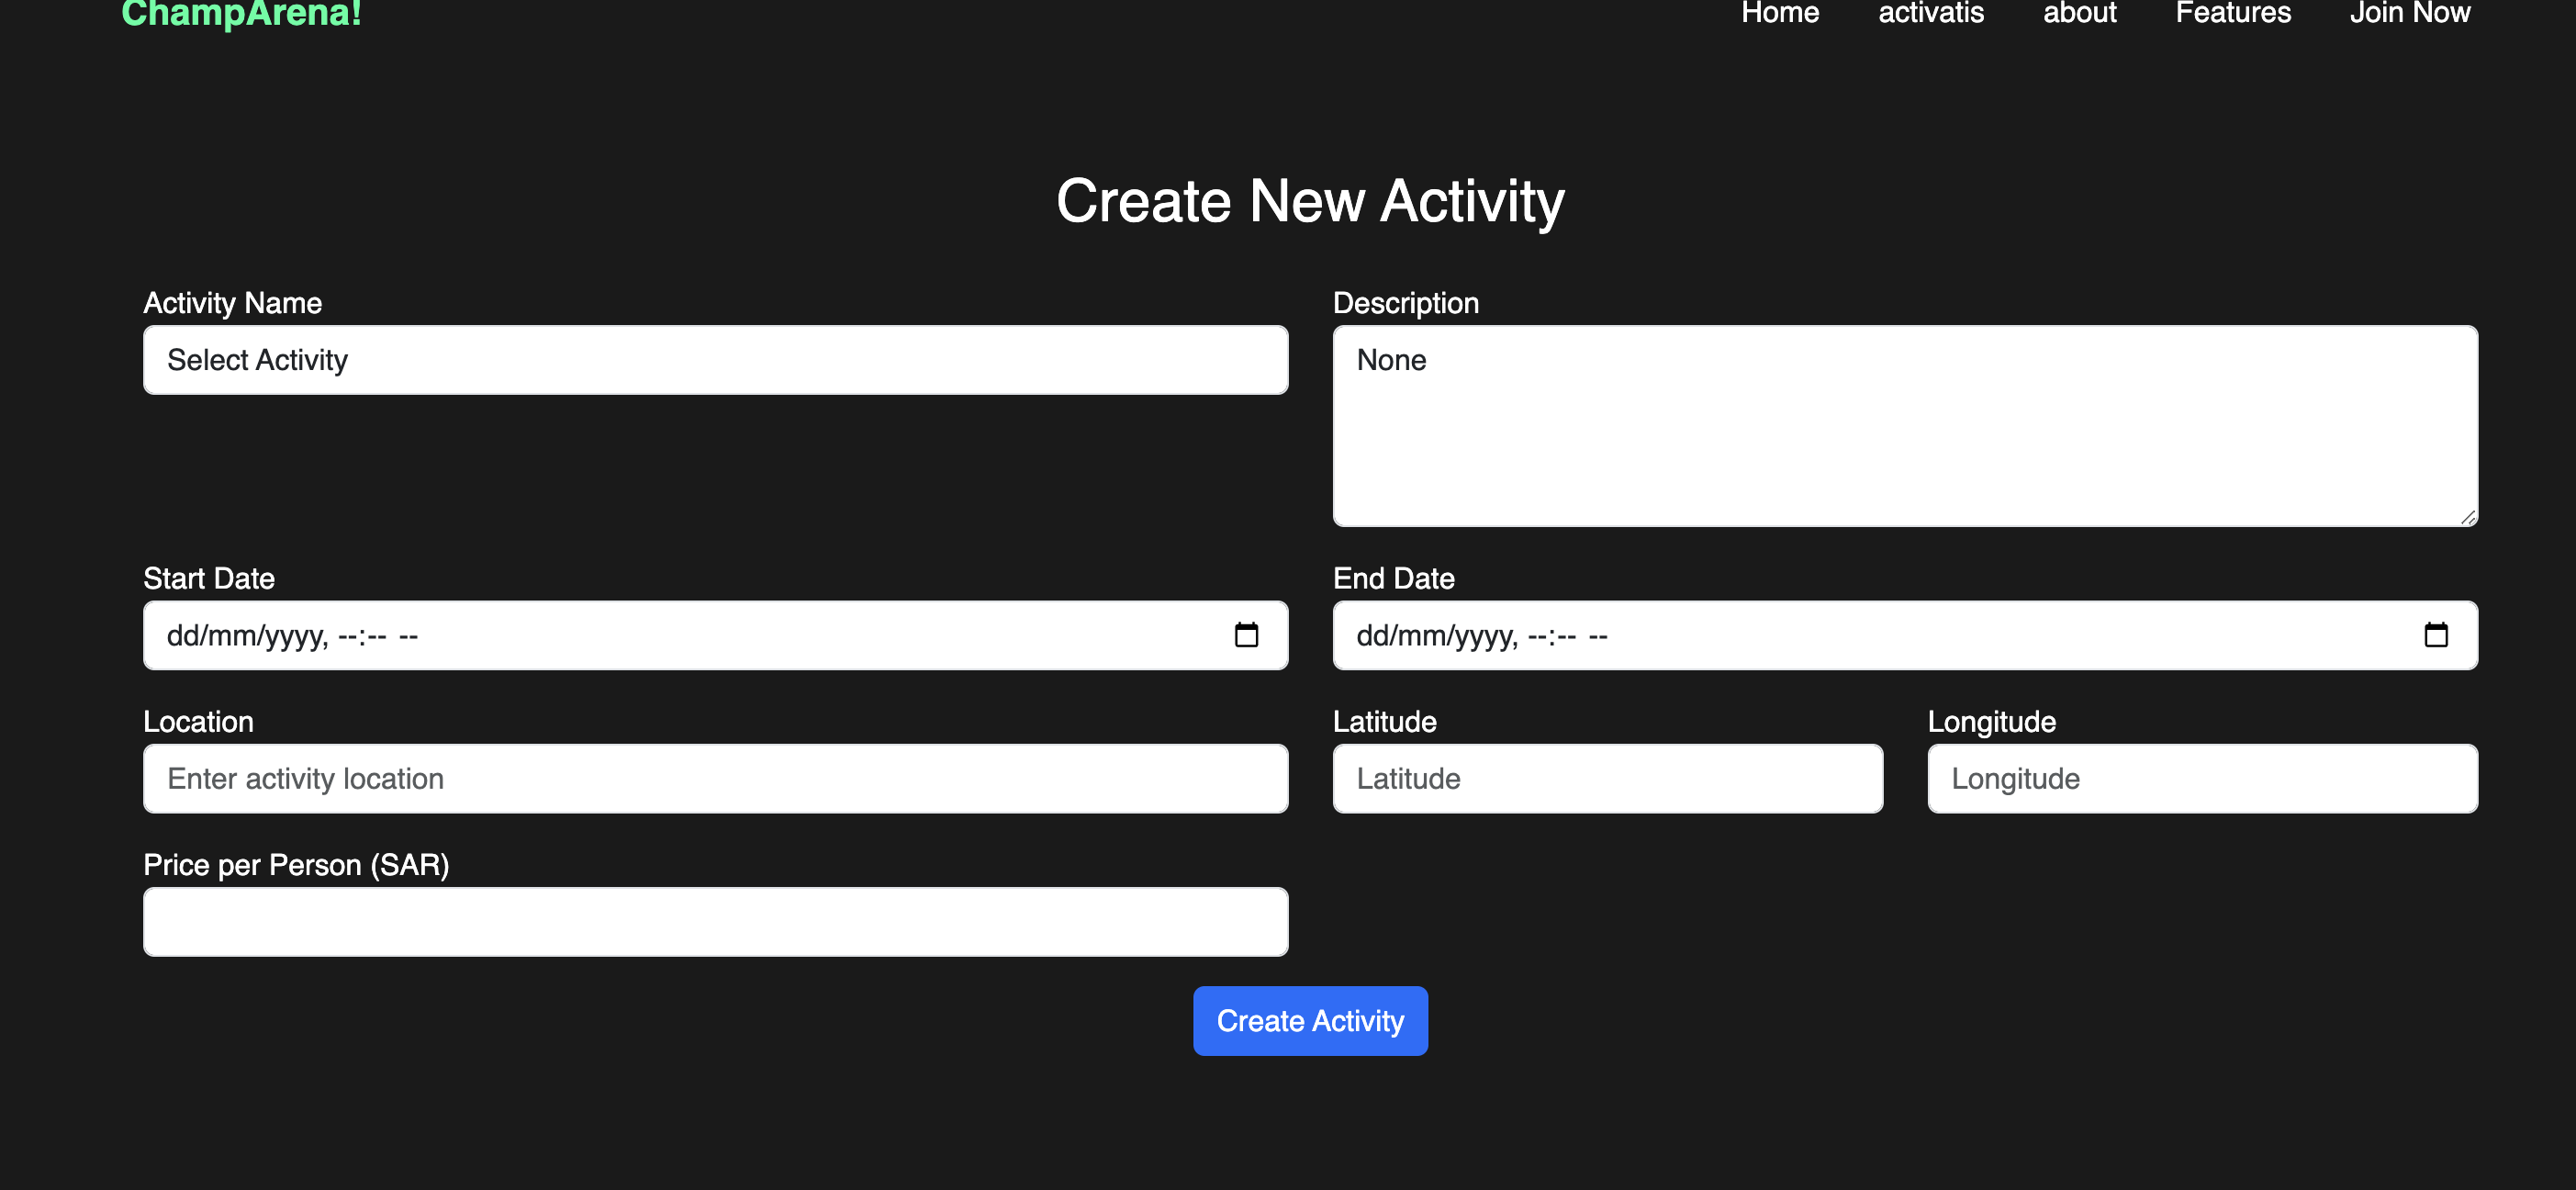 ChampArena!
Home activatis about Features Join Now
Create New Activity
Activity Name
Select Activity
Description
None
Start Date
dd/mm/yyyy, --:-- --
End Date
dd/mm/yyyy, --:-- --
Location
Enter activity location
Latitude
Latitude
Longitude
Longitude
Price per Person (SAR)
Create Activity